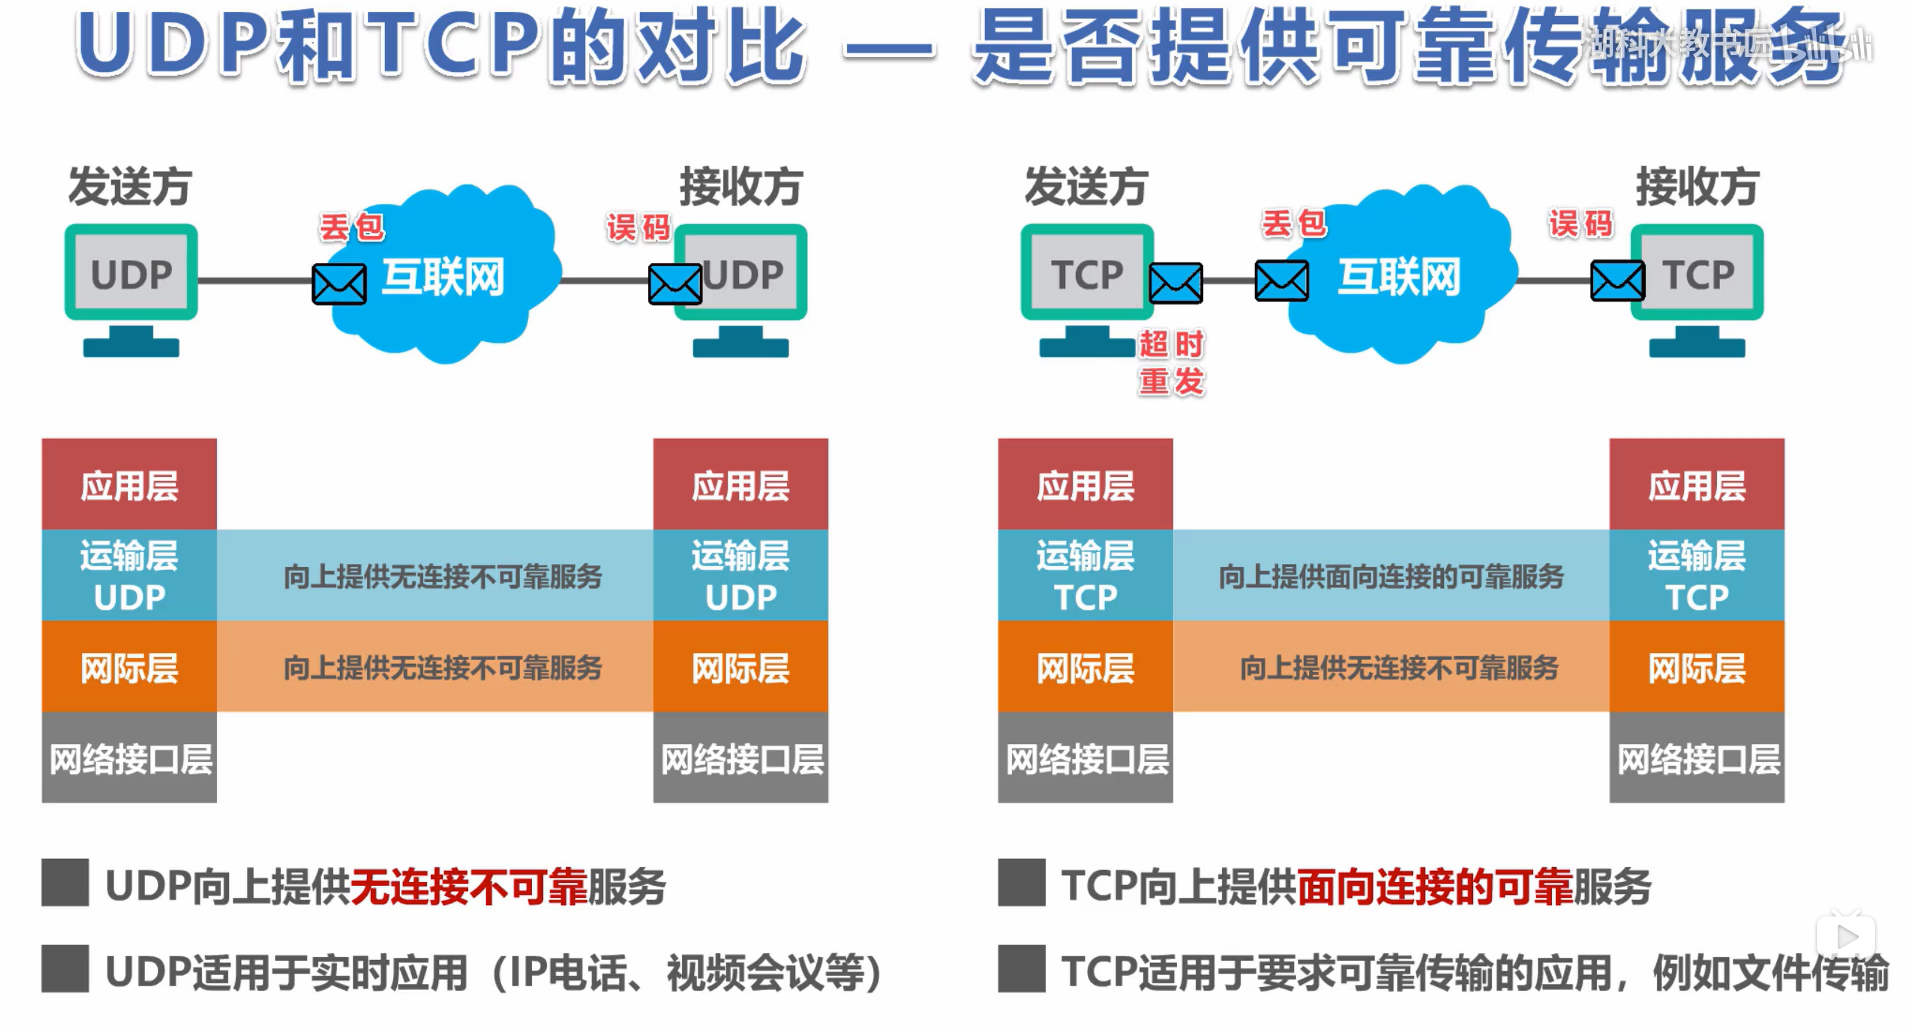 UDP和TCP的对比 — 是否提供可靠传输服务
湖科大教书匠 bilibili
发送方
接收方
丢包
误码
UDP
互联网
UDP
发送方
接收方
丢包
误码
TCP
互联网
TCP
超时
重发
应用层
应用层
运输层
UDP
向上提供无连接不可靠服务
运输层
UDP
网际层
向上提供无连接不可靠服务
网际层
网络接口层
网络接口层
应用层
应用层
运输层
TCP
向上提供面向连接的可靠服务
运输层
TCP
网际层
向上提供无连接不可靠服务
网际层
网络接口层
网络接口层
UDP向上提供无连接不可靠服务
UDP适用于实时应用（IP电话、视频会议等）
TCP向上提供面向连接的可靠服务
TCP适用于要求可靠传输的应用，例如文件传输